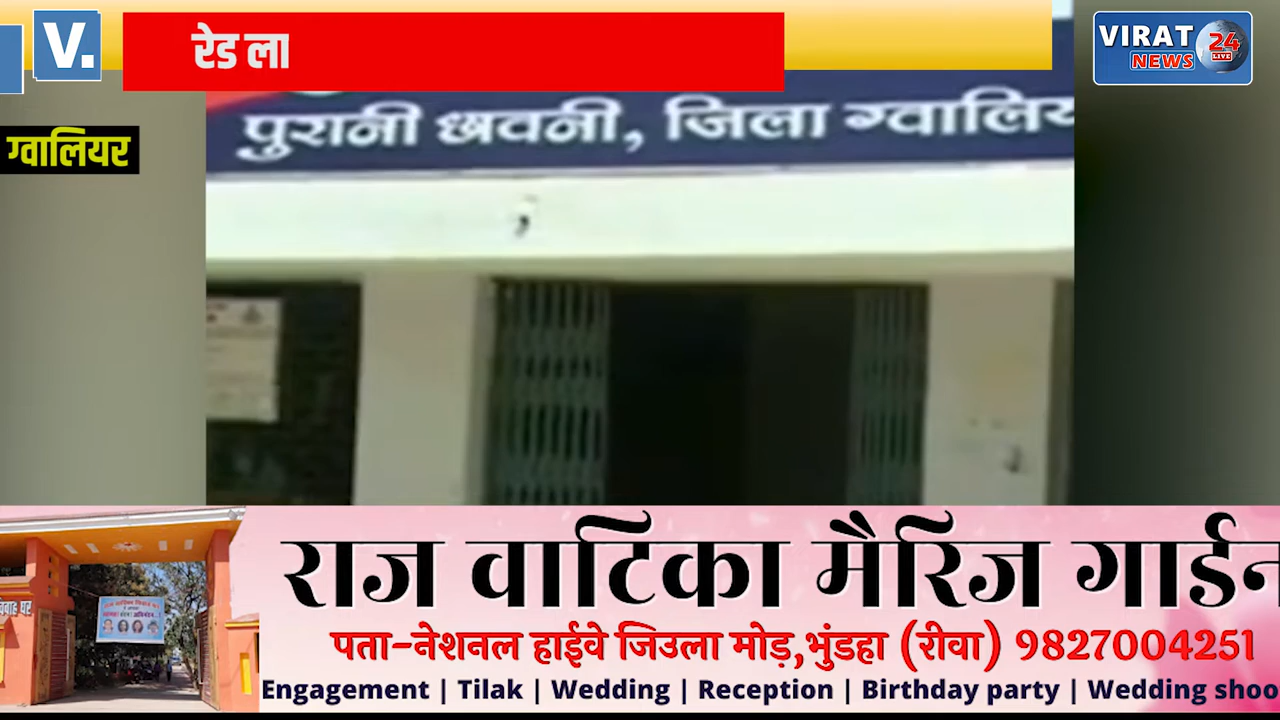 V.
रेड ला
VIRAT
NEWS
24
LIVE
ग्वालियर
पुरानी छावनी, जिला ग्वालिय
राज वाटिका मैरिज गार्डन
पता-नेशनल हाईवे जिउला मोड़,भुंडहा (रीवा) 9827004251
Engagement | Tilak | Wedding | Reception | Birthday party | Wedding shoo